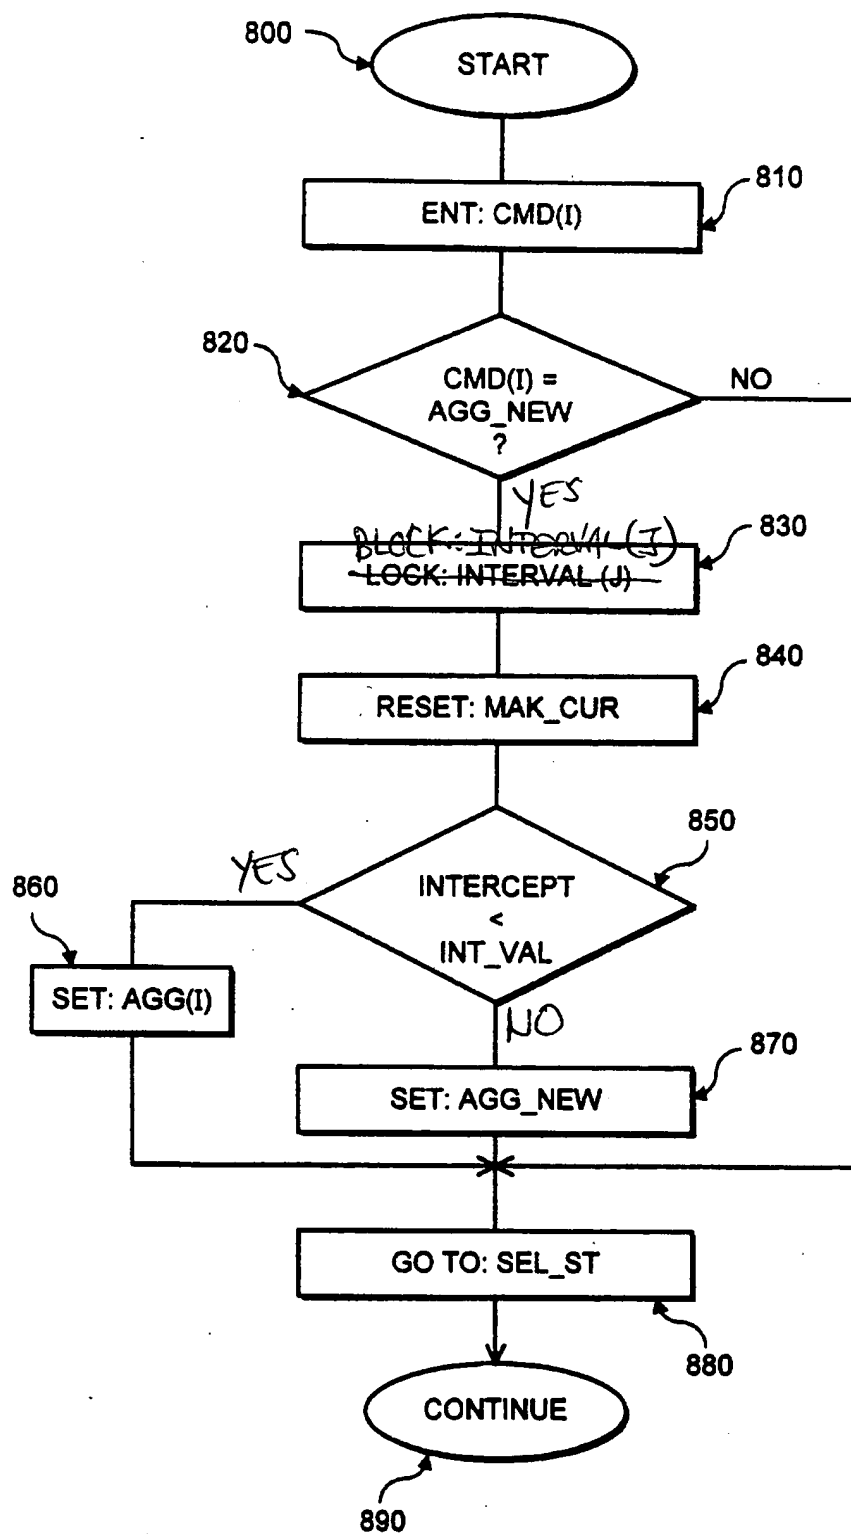 800
START
810
ENT: CMD(I)
820
CMD(I) =
AGG_NEW
?
NO
YES
830
BLOCK: INTERVAL(J)
LOCK: INTERVAL (J)
840
RESET: MAK_CUR
850
YES
INTERCEPT
<
INT_VAL
860
SET: AGG(I)
NO
870
SET: AGG_NEW
GO TO: SEL_ST
880
CONTINUE
890